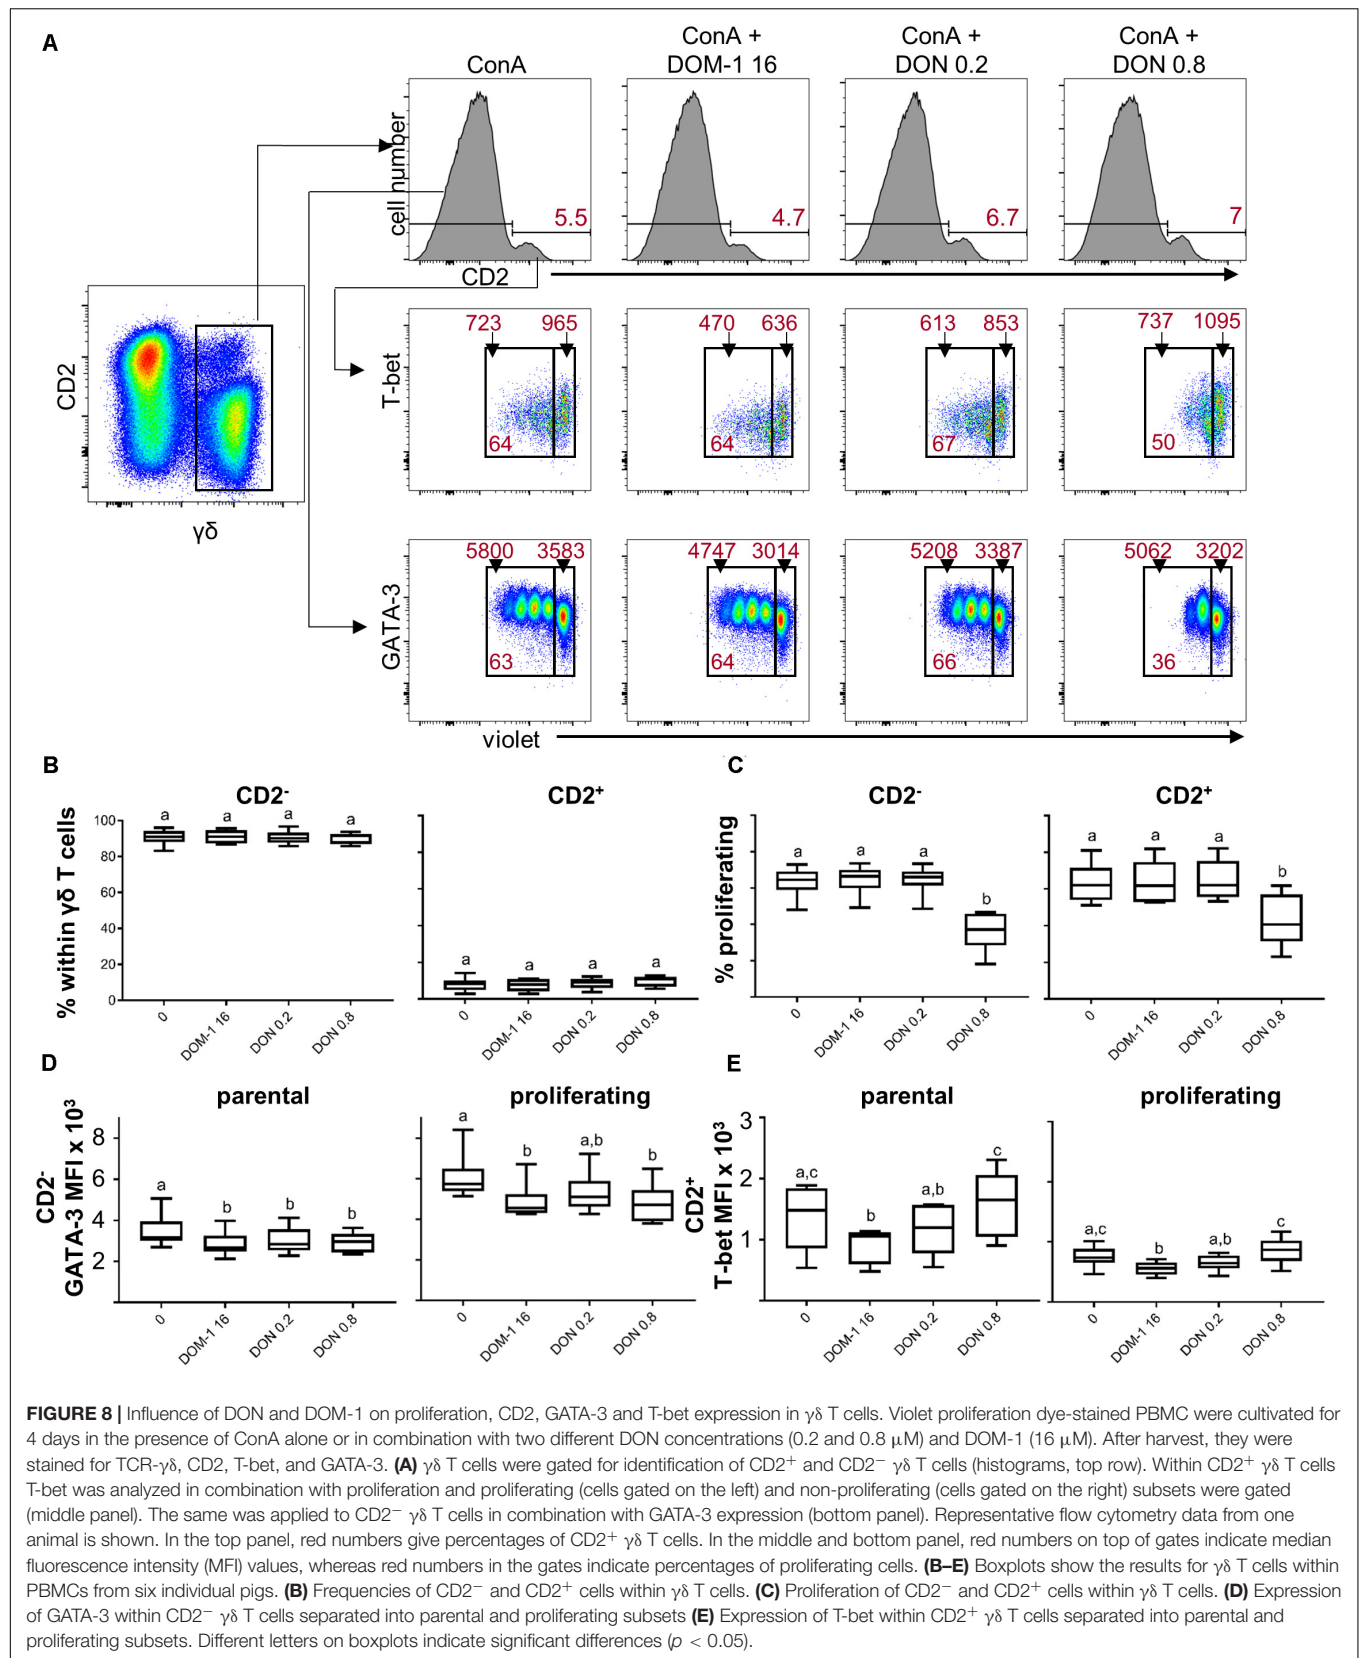 A
ConA
ConA +
DOM-1 16
ConA +
DON 0.2
ConA +
DON 0.8
cell number
5.5
4.7
6.7
7
CD2
CD2
γδ
T-bet
723 965
470 636
613 853
737 1095
64
64
67
50
GATA-3
5800 3583
4747 3014
5208 3387
5062 3202
63
64
66
36
violet
B
CD2-
CD2+
% within γδ T cells
100
80
60
40
20
0
a a a a
a a a a
0 DOM-1 16 DON 0.2 DON 0.8
0 DOM-1 16 DON 0.2 DON 0.8
C
CD2-
CD2+
% proliferating
a a a b
a a a b
0 DOM-1 16 DON 0.2 DON 0.8
0 DOM-1 16 DON 0.2 DON 0.8
D
parental
proliferating
CD2-
GATA-3 MFI x 10³
8
6
4
2
a b b b
a b a,b b
0 DOM-1 16 DON 0.2 DON 0.8
0 DOM-1 16 DON 0.2 DON 0.8
E
parental
proliferating
CD2+
T-bet MFI x 10³
3
2
1
a,c b a,b c
a,c b a,b c
0 DOM-1 16 DON 0.2 DON 0.8
0 DOM-1 16 DON 0.2 DON 0.8
FIGURE 8 | Influence of DON and DOM-1 on proliferation, CD2, GATA-3 and T-bet expression in γδ T cells. Violet proliferation dye-stained PBMC were cultivated for
4 days in the presence of ConA alone or in combination with two different DON concentrations (0.2 and 0.8 μM) and DOM-1 (16 μM). After harvest, they were
stained for TCR-γδ, CD2, T-bet, and GATA-3. (A) γδ T cells were gated for identification of CD2+ and CD2− γδ T cells (histograms, top row). Within CD2+ γδ T cells
T-bet was analyzed in combination with proliferation and proliferating (cells gated on the left) and non-proliferating (cells gated on the right) subsets were gated
(middle panel). The same was applied to CD2− γδ T cells in combination with GATA-3 expression (bottom panel). Representative flow cytometry data from one
animal is shown. In the top panel, red numbers give percentages of CD2+ γδ T cells. In the middle and bottom panel, red numbers on top of gates indicate median
fluorescence intensity (MFI) values, whereas red numbers in the gates indicate percentages of proliferating cells. (B–E) Boxplots show the results for γδ T cells within
PBMCs from six individual pigs. (B) Frequencies of CD2− and CD2+ cells within γδ T cells. (C) Proliferation of CD2− and CD2+ cells within γδ T cells. (D) Expression
of GATA-3 within CD2− γδ T cells separated into parental and proliferating subsets (E) Expression of T-bet within CD2+ γδ T cells separated into parental and
proliferating subsets. Different letters on boxplots indicate significant differences (p < 0.05).